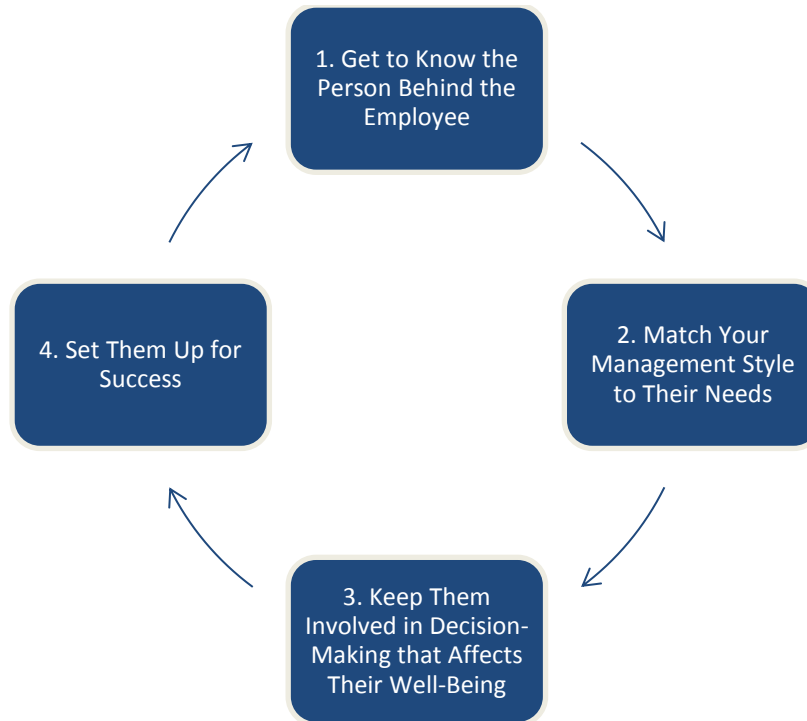 1. Get to Know the
Person Behind the
Employee
2. Match Your
Management Style
to Their Needs
3. Keep Them
Involved in Decision-
Making that Affects
Their Well-Being
4. Set Them Up for
Success